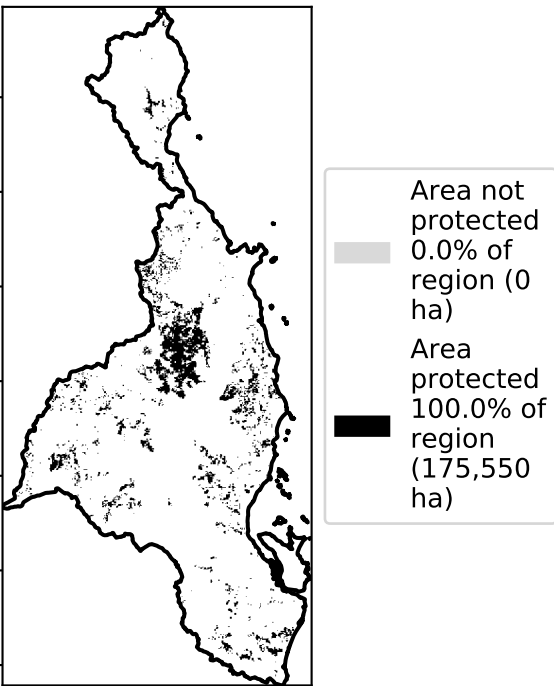 Area not
protected
0.0% of
region (0
ha)
Area
protected
100.0% of
region
(175,550
ha)